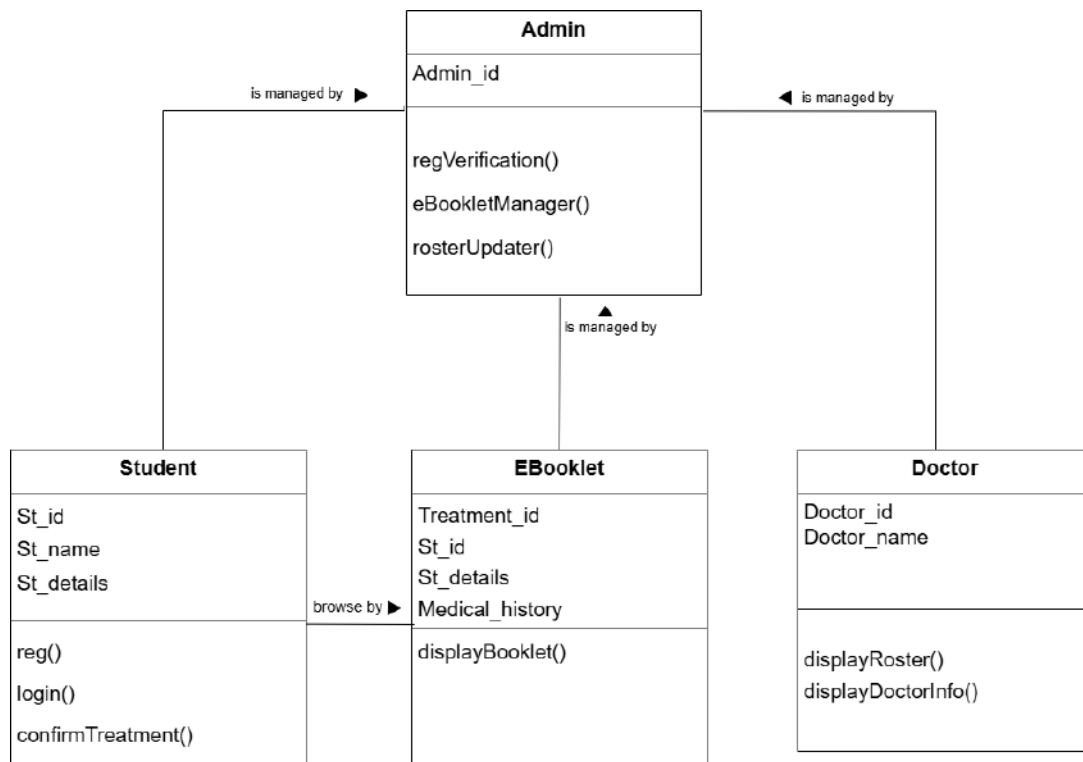 Admin
Admin_id
is managed by
is managed by
regVerification()
eBookletManager()
rosterUpdater()
is managed by
Student
St_id
St_name
St_details
reg()
login()
confirmTreatment()
browse by
EBooklet
Treatment_id
St_id
St_details
Medical_history
displayBooklet()
Doctor
Doctor_id
Doctor_name
displayRoster()
displayDoctorInfo()